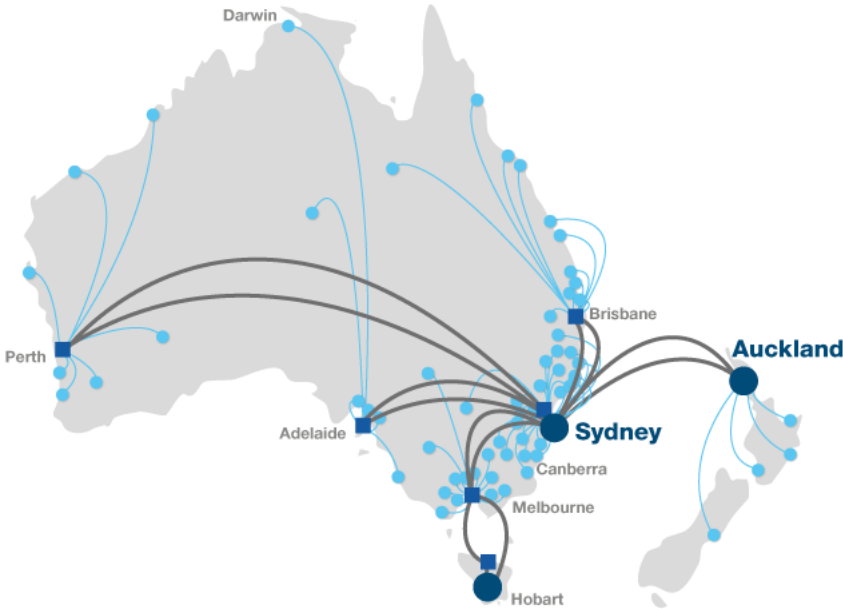 Darwin
Brisbane
Perth
Auckland
Adelaide
Sydney
Canberra
Melbourne
Hobart